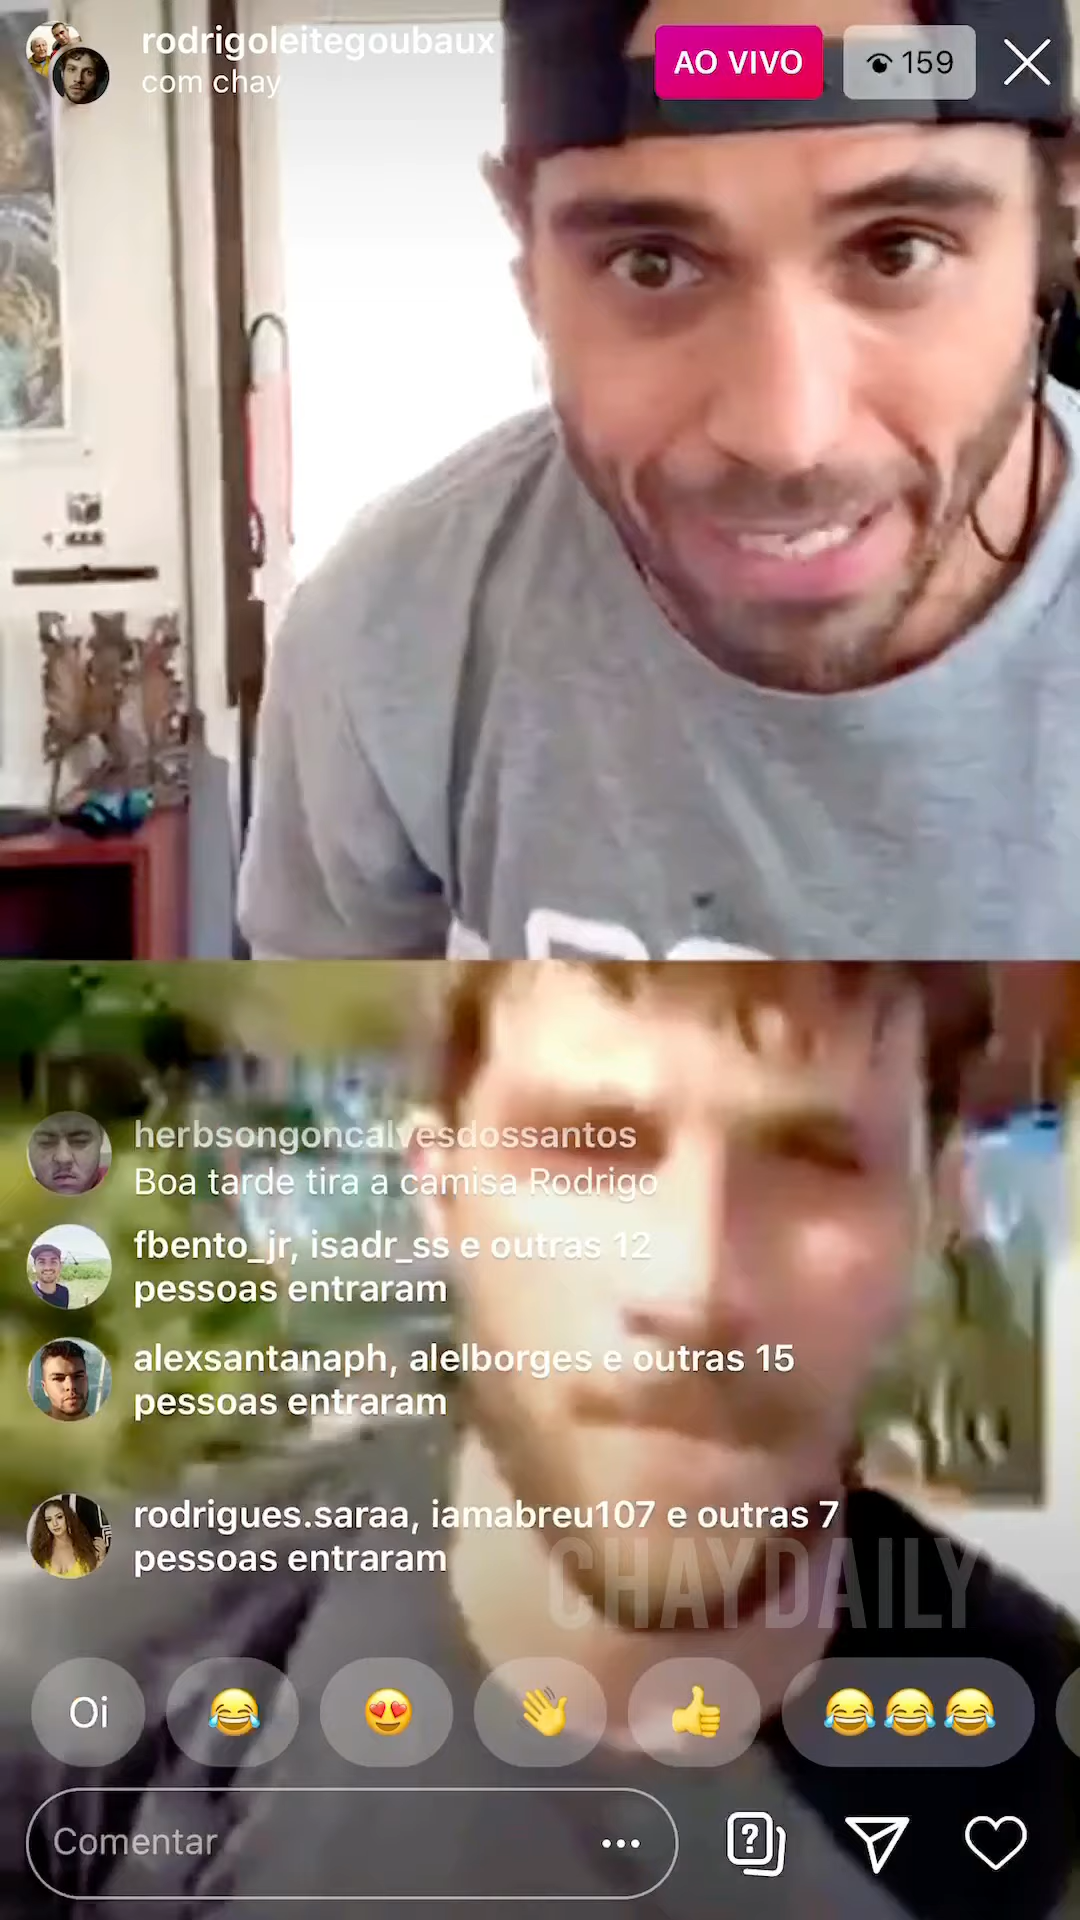 rodrigoleitegoubaux
com chay
AO VIVO
159
herbsongoncalvesdossantos
Boa tarde tira a camisa Rodrigo
fbento_jr, isadr_ss e outras 12
pessoas entraram
alexsantanaph, alelborges e outras 15
pessoas entraram
rodrigues.saraa, iamabreu107 e outras 7
pessoas entraram
CHAYDAILY
Oi
Comentar